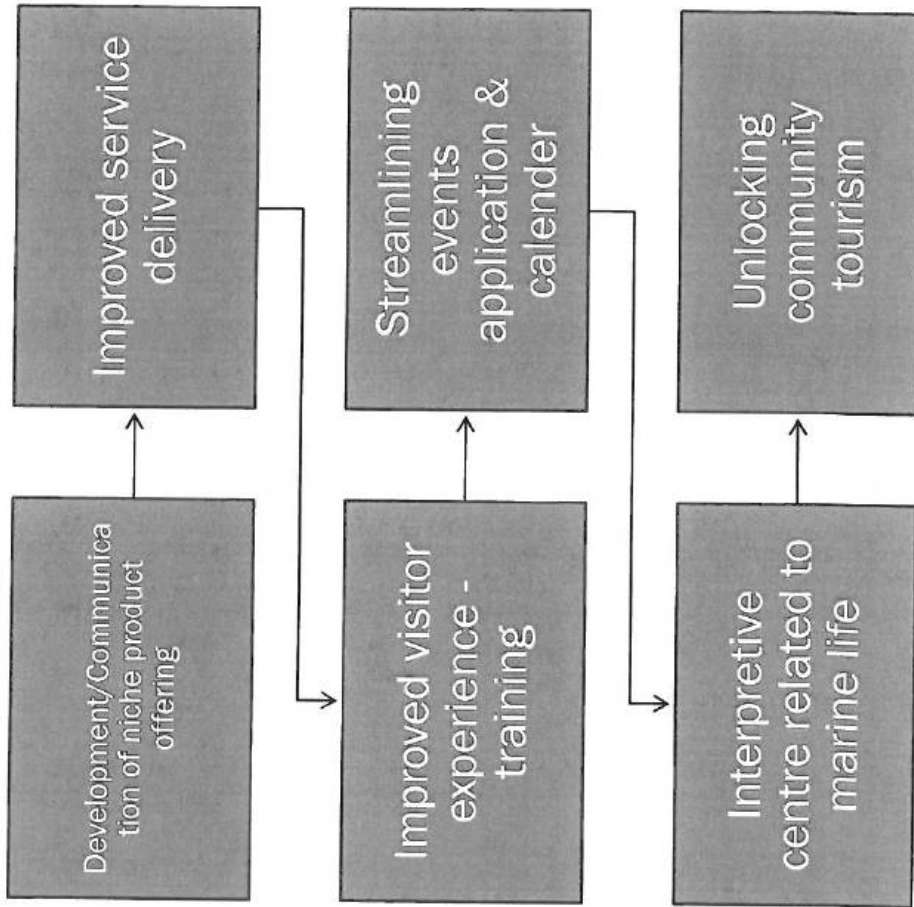 Development/Communica
tion of niche product
offering
Improved service
delivery
Improved visitor
experience -
training
Streamlining
events
application &
calender
Interpretive
centre related to
marine life
Unlocking
community
tourism